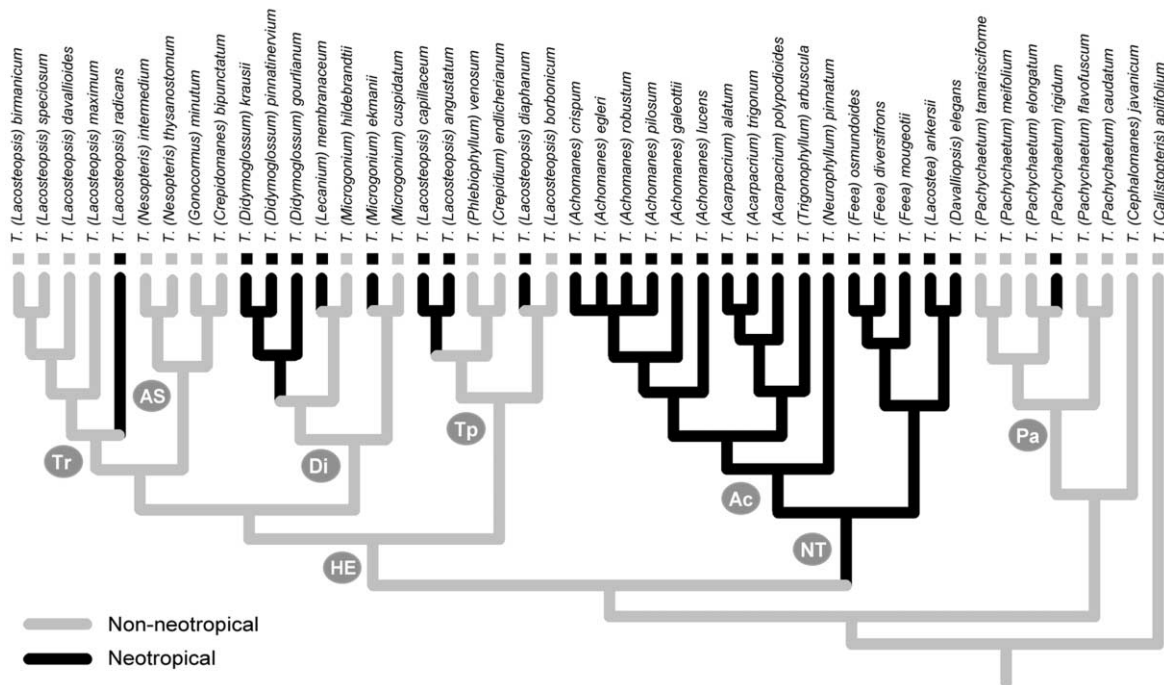 T. (Lacosteopsis) birmanicum
T. (Lacosteopsis) speciosum
T. (Lacosteopsis) davallioides
T. (Lacosteopsis) maximum
T. (Lacosteopsis) radicans
T. (Nesopteris) intermedium
T. (Nesopteris) thysanostomum
T. (Gonocormus) minutum
T. (Crepidomanes) bipunctatum
T. (Didymoglossum) krausii
T. (Didymoglossum) pinnatinervium
T. (Didymoglossum) gourlianum
T. (Lecanium) membranaceum
T. (Microgonium) hildebrandtii
T. (Microgonium) ekmanii
T. (Microgonium) cuspidatum
T. (Lacosteopsis) capillaceum
T. (Lacosteopsis) angustatum
T. (Phlebiophyllum) venosum
T. (Crepidium) endlicherianum
T. (Lacosteopsis) diaphanum
T. (Lacosteopsis) borbonicum
T. (Achomanes) crispum
T. (Achomanes) egleri
T. (Achomanes) robustum
T. (Achomanes) pilosum
T. (Achomanes) galeottii
T. (Achomanes) lucens
T. (Acarpacrium) alatum
T. (Acarpacrium) trigonum
T. (Acarpacrium) polypodioides
T. (Trigonophyllum) arbuscula
T. (Neurophyllum) pinnatum
T. (Feea) osmundoides
T. (Feea) diversifrons
T. (Feea) mougeotii
T. (Lacostea) ankersii
T. (Davalliopsis) elegans
T. (Pachychaetum) tamarisciforme
T. (Pachychaetum) meifolium
T. (Pachychaetum) elongatum
T. (Pachychaetum) rigidum
T. (Pachychaetum) flavofuscum
T. (Pachychaetum) caudatum
T. (Cephalomanes) javanicum
T. (Callistopteris) apiifolium
AS
Tr
Di
Tp
Pa
Ac
NT
HE
Non-neotropical
Neotropical